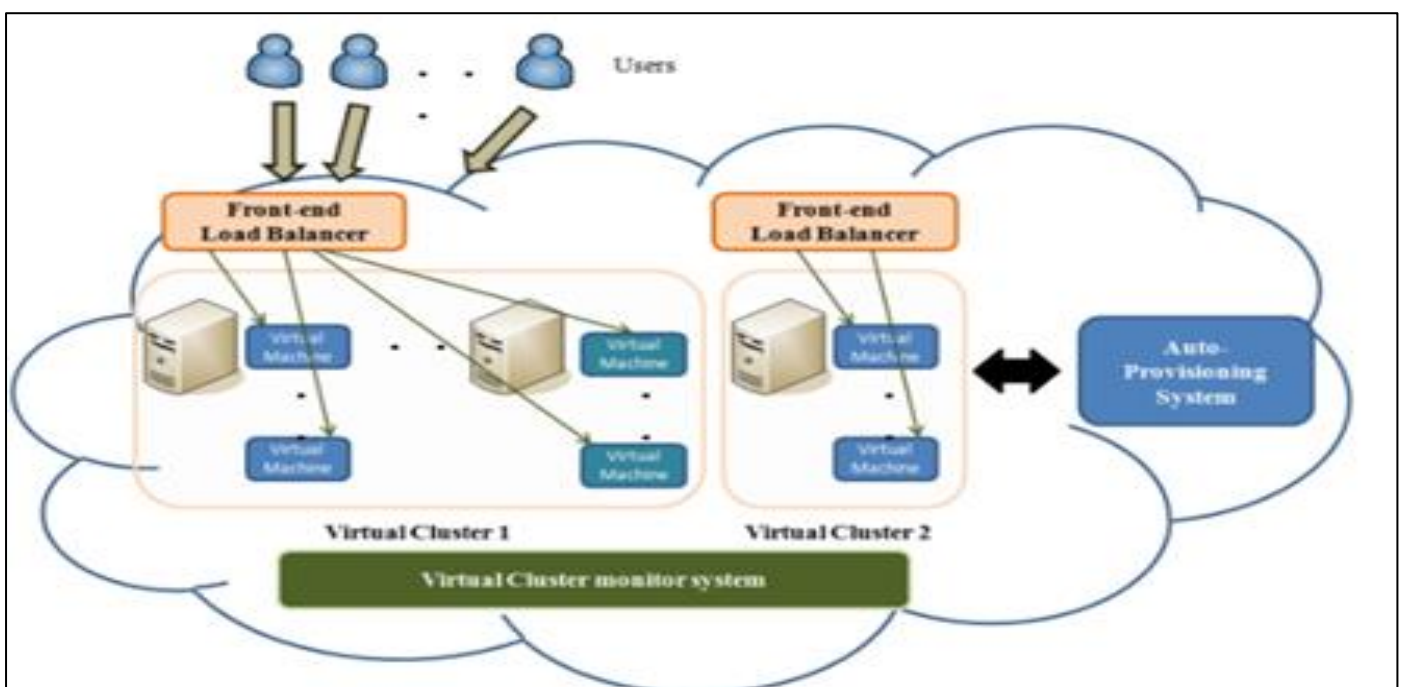 Users
Front-end
Load Balancer
Front-end
Load Balancer
Virtual
Machine
Virtual
Machine
Virtual
Machine
Auto-
Provisioning
System
Virtual
Machine
Virtual
Machine
Virtual
Machine
Virtual Cluster 1
Virtual Cluster 2
Virtual Cluster monitor system